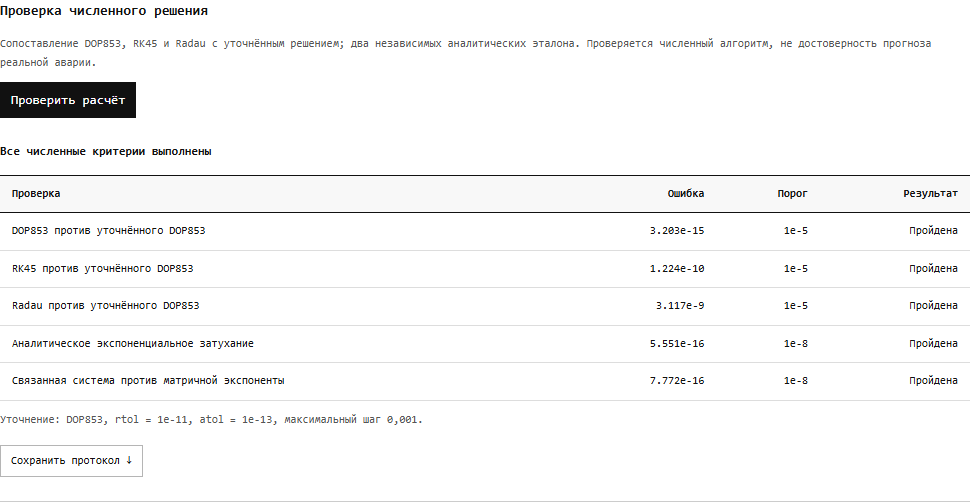 Проверка численного решения
Сопоставление DOP853, RK45 и Radau с уточнённым решением; два независимых аналитических эталона. Проверяется численный алгоритм, не достоверность прогноза
реальной аварии.
Проверить расчёт
Все численные критерии выполнены
Проверка Ошибка Порог Результат
DOP853 против уточнённого DOP853 3.203e-15 1e-5 Пройдена
RK45 против уточнённого DOP853 1.224e-10 1e-5 Пройдена
Radau против уточнённого DOP853 3.117e-9 1e-5 Пройдена
Аналитическое экспоненциальное затухание 5.551e-16 1e-8 Пройдена
Связанная система против матричной экспоненты 7.772e-16 1e-8 Пройдена
Уточнение: DOP853, rtol = 1e-11, atol = 1e-13, максимальный шаг 0,001.
Сохранить протокол ↓